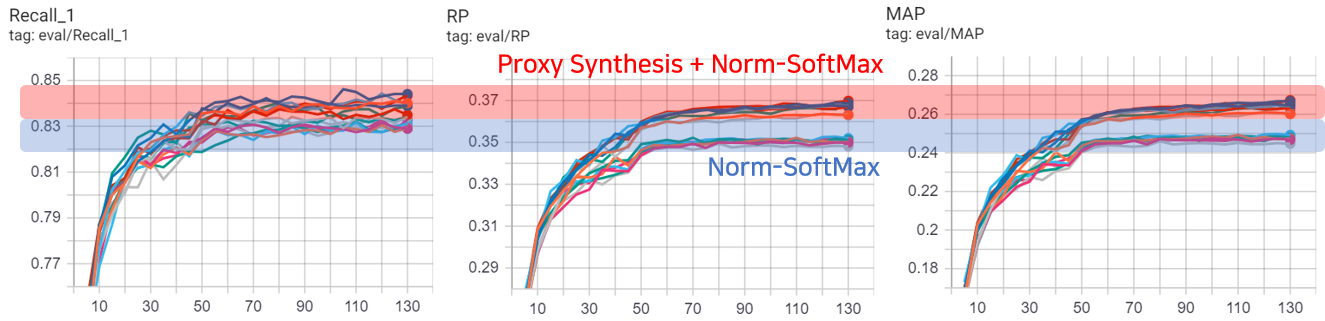 Recall_1
tag: eval/Recall_1
0.85
0.83
0.81
0.79
0.77
10 30 50 70 90 110 130
RP
tag: eval/RP
Proxy Synthesis + Norm-SoftMax
0.37
0.35
Norm-SoftMax
0.33
0.31
0.29
10 30 50 70 90 110 130
MAP
tag: eval/MAP
0.28
0.26
0.24
0.22
0.2
0.18
10 30 50 70 90 110 130